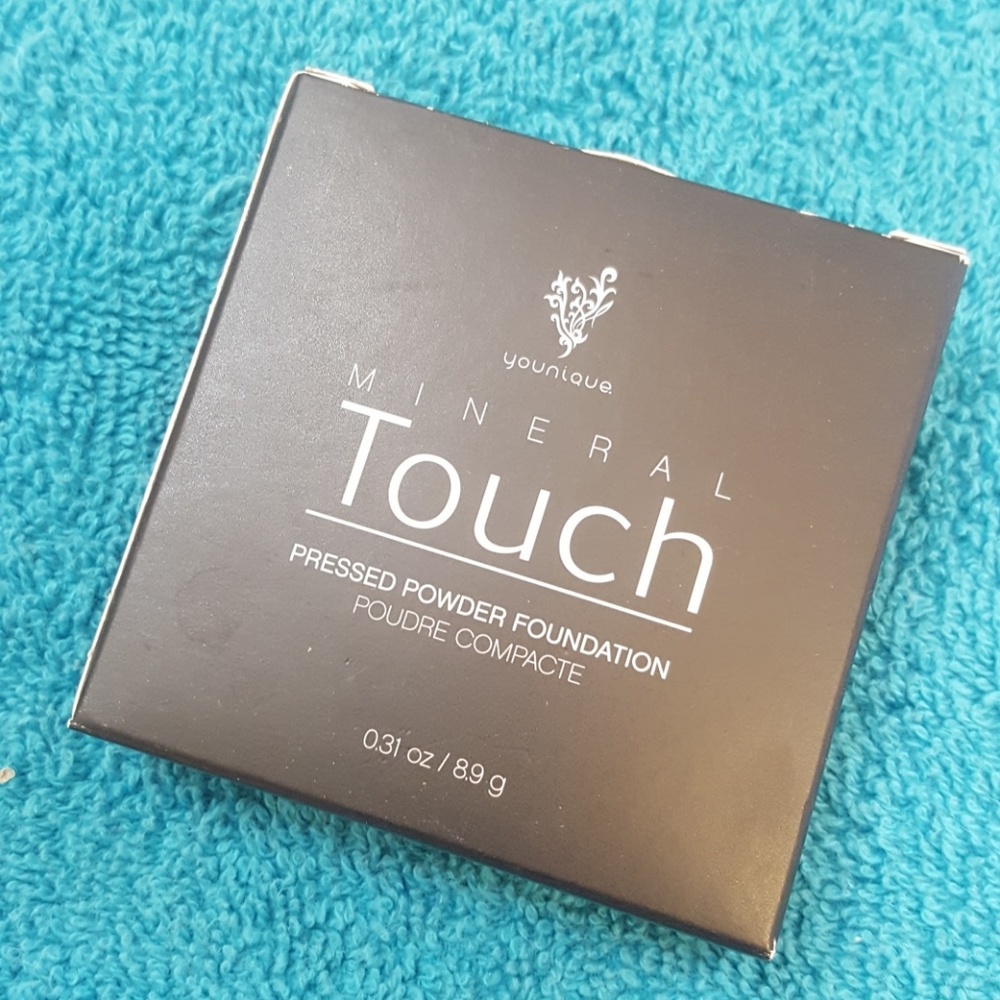 younique.
MINERAL
Touch
PRESSED POWDER FOUNDATION
POUDRE COMPACTE
0.31 oz / 8.9 g